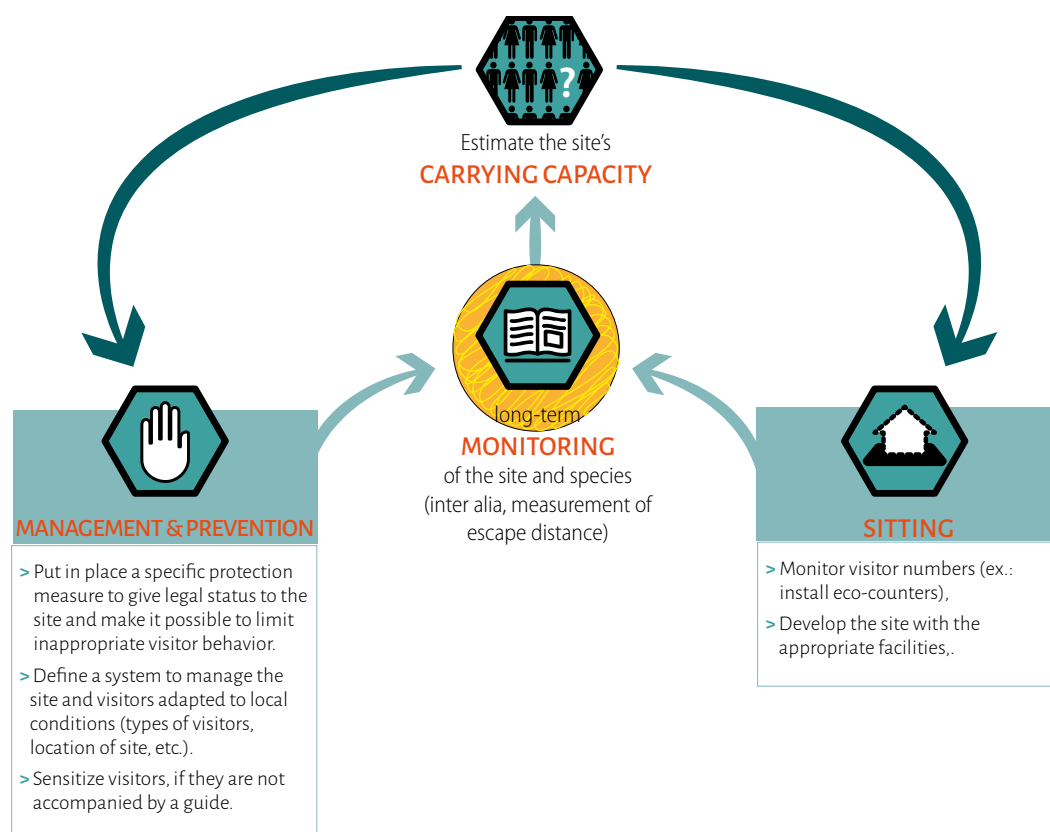 ?
Estimate the site's
CARRYING CAPACITY
long-term
MONITORING
of the site and species
(inter alia, measurement of
escape distance)
MANAGEMENT & PREVENTION
> Put in place a specific protection
measure to give legal status to the
site and make it possible to limit
inappropriate visitor behavior.
> Define a system to manage the
site and visitors adapted to local
conditions (types of visitors,
location of site, etc.).
> Sensitize visitors, if they are not
accompanied by a guide.
SITTING
> Monitor visitor numbers (ex.:
install eco-counters),
> Develop the site with the
appropriate facilities,.